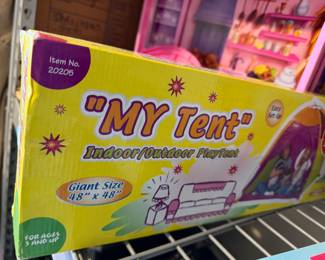 Item No.
20205
"MY Tent"
Easy
Set Up
Indoor/Outdoor PlayTent
Giant Size
48" x 48"
FOR AGES
3 AND UP